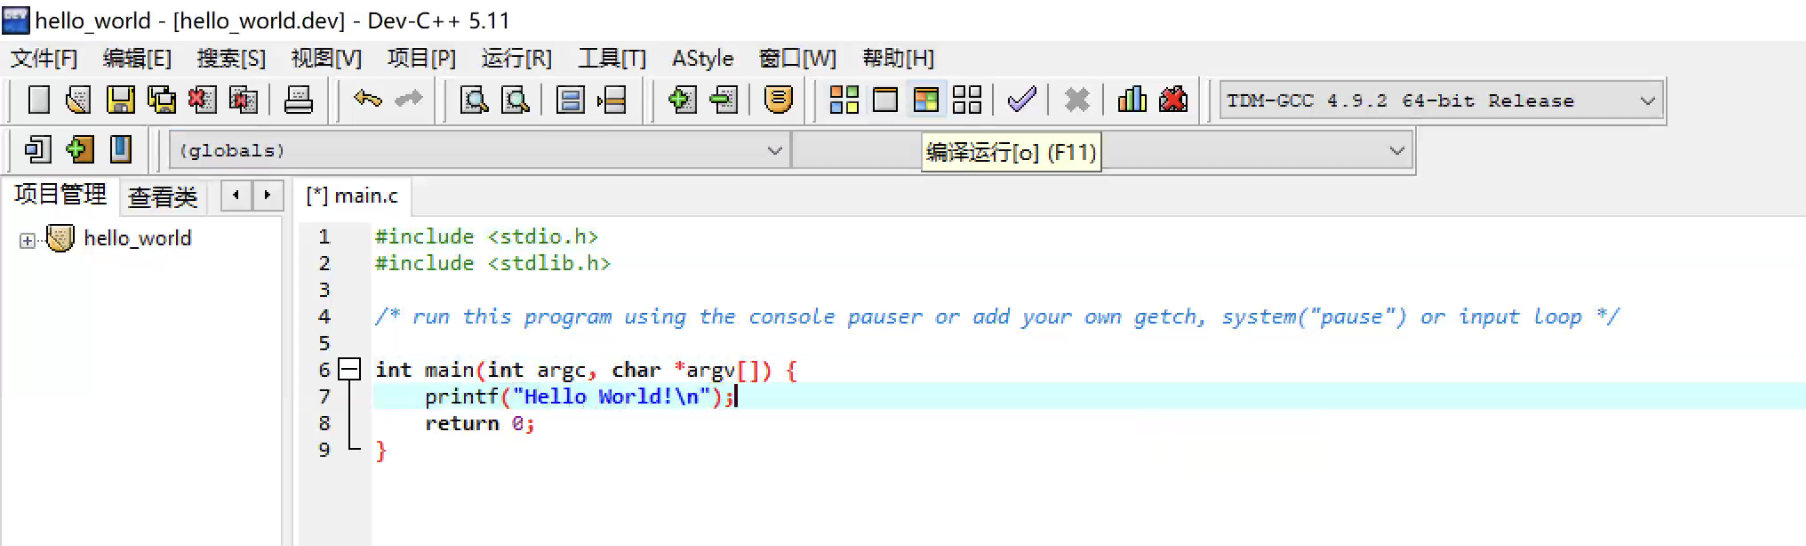 hello_world - [hello_world.dev] - Dev-C++ 5.11
文件[F] 编辑[E] 搜索[S] 视图[V] 项目[P] 运行[R] 工具[T] AStyle 窗口[W] 帮助[H]
TDM-GCC 4.9.2 64-bit Release
(globals)
编译运行[o] (F11)
项目管理 查看类
[*] main.c
hello_world
1 #include <stdio.h>
2 #include <stdlib.h>
3
4 /* run this program using the console pauser or add your own getch, system("pause") or input loop */
5
6 int main(int argc, char *argv[]) {
7 printf("Hello World!\n");
8 return 0;
9 }